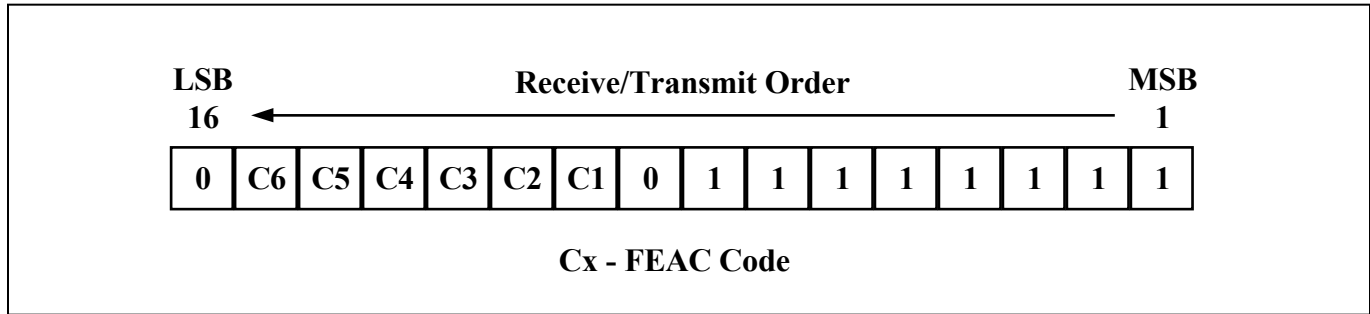 LSB Receive/Transmit Order MSB
16 1
0 C6 C5 C4 C3 C2 C1 0 1 1 1 1 1 1 1 1
Cx - FEAC Code